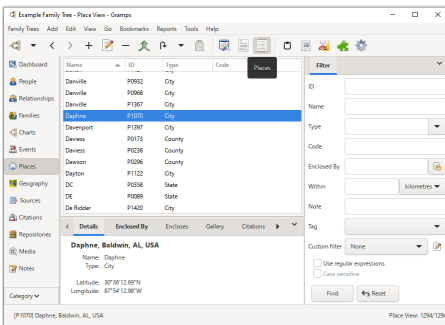 Example Family Tree - Place View - Gramps
Family Trees Add Edit View Go Bookmarks Reports Tools Help
Dashboard
People
Relationships
Families
Charts
Events
Places
Geography
Sources
Citations
Repositories
Media
Notes
Category
Name ID Type Code
Places
Danville P0932 City
Danville P0968 City
Danville P1367 City
Daphne P1070 City
Davenport P1397 City
Daviess P0173 County
Daviess P0238 County
Dawson P0296 County
Dayton P1122 City
DC P0358 State
DE P0089 State
De Ridder P1420 City
Details Enclosed By Encloses Gallery Citations
Daphne, Baldwin, AL, USA
Name: Daphne
Type: City
Latitude: 30°36'12.69"N
Longitude: 87°54'12.98"W
Filter
ID
Name
Type
Code
Enclosed By
Within kilometres
Note
Tag
Custom filter None
Use regular expressions
Case sensitive
Find Reset
[P1070] Daphne, Baldwin, AL, USA
Place View: 1294/129